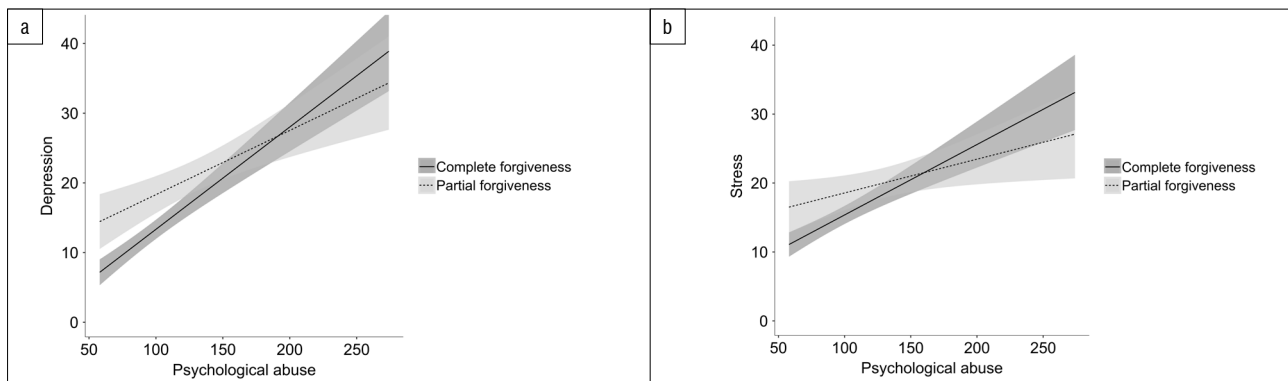 a
40
30
20
10
0
Depression
50 100 150 200 250
Psychological abuse
Complete forgiveness
Partial forgiveness
b
40
30
20
10
0
Stress
50 100 150 200 250
Psychological abuse
Complete forgiveness
Partial forgiveness